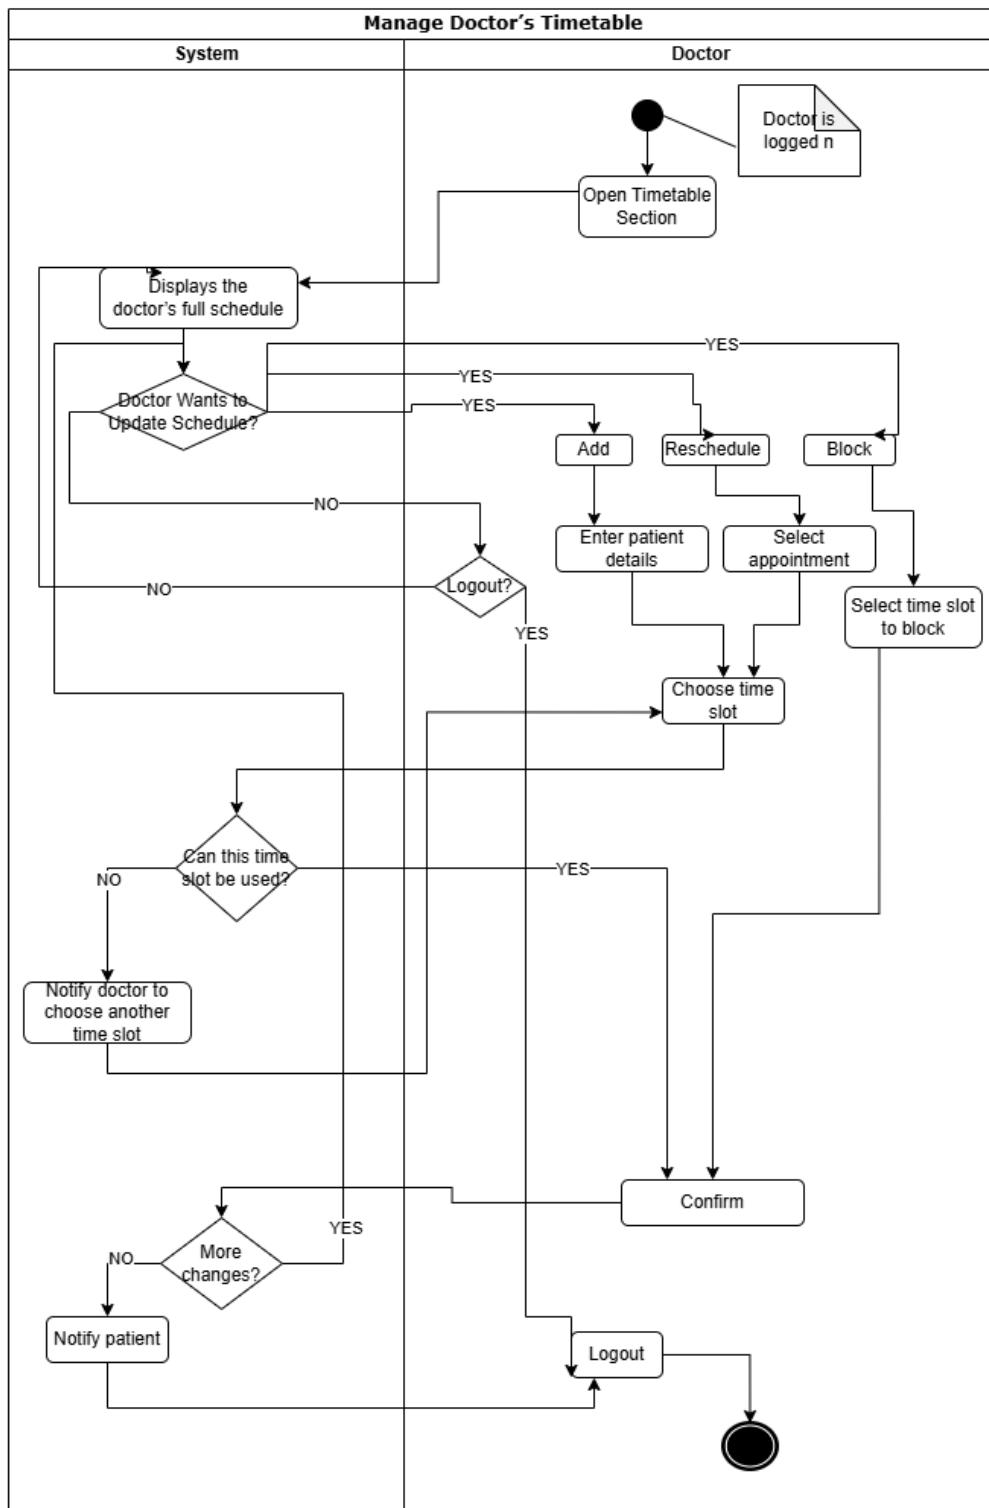 Manage Doctor's Timetable
System
Doctor
Doctor is
logged n
Open Timetable
Section
Displays the
doctor's full schedule
YES
Doctor Wants to
Update Schedule?
YES
YES
Add
Reschedule
Block
NO
Enter patient
details
Select
appointment
Logout?
NO
Select time slot
to block
YES
Choose time
slot
Can this time
slot be used?
YES
NO
Notify doctor to
choose another
time slot
Confirm
YES
More
changes?
NO
Notify patient
Logout